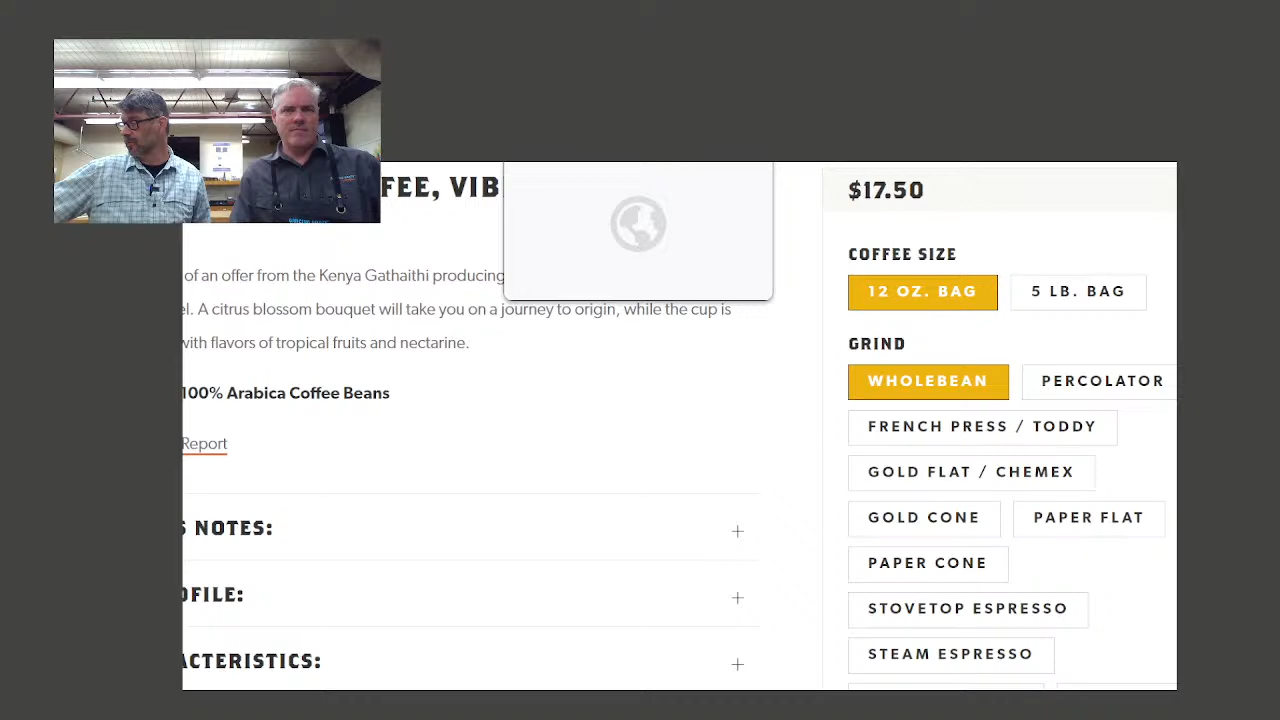 FEE, VIB
of an offer from the Kenya Gathaithi producing
el. A citrus blossom bouquet will take you on a journey to origin, while the cup is
with flavors of tropical fruits and nectarine.
100% Arabica Coffee Beans
Report
S NOTES:
OFILE:
ACTERISTICS:
$17.50
COFFEE SIZE
12 OZ. BAG
5 LB. BAG
GRIND
WHOLEBEAN
PERCOLATOR
FRENCH PRESS / TODDY
GOLD FLAT / CHEMEX
GOLD CONE
PAPER FLAT
PAPER CONE
STOVETOP ESPRESSO
STEAM ESPRESSO